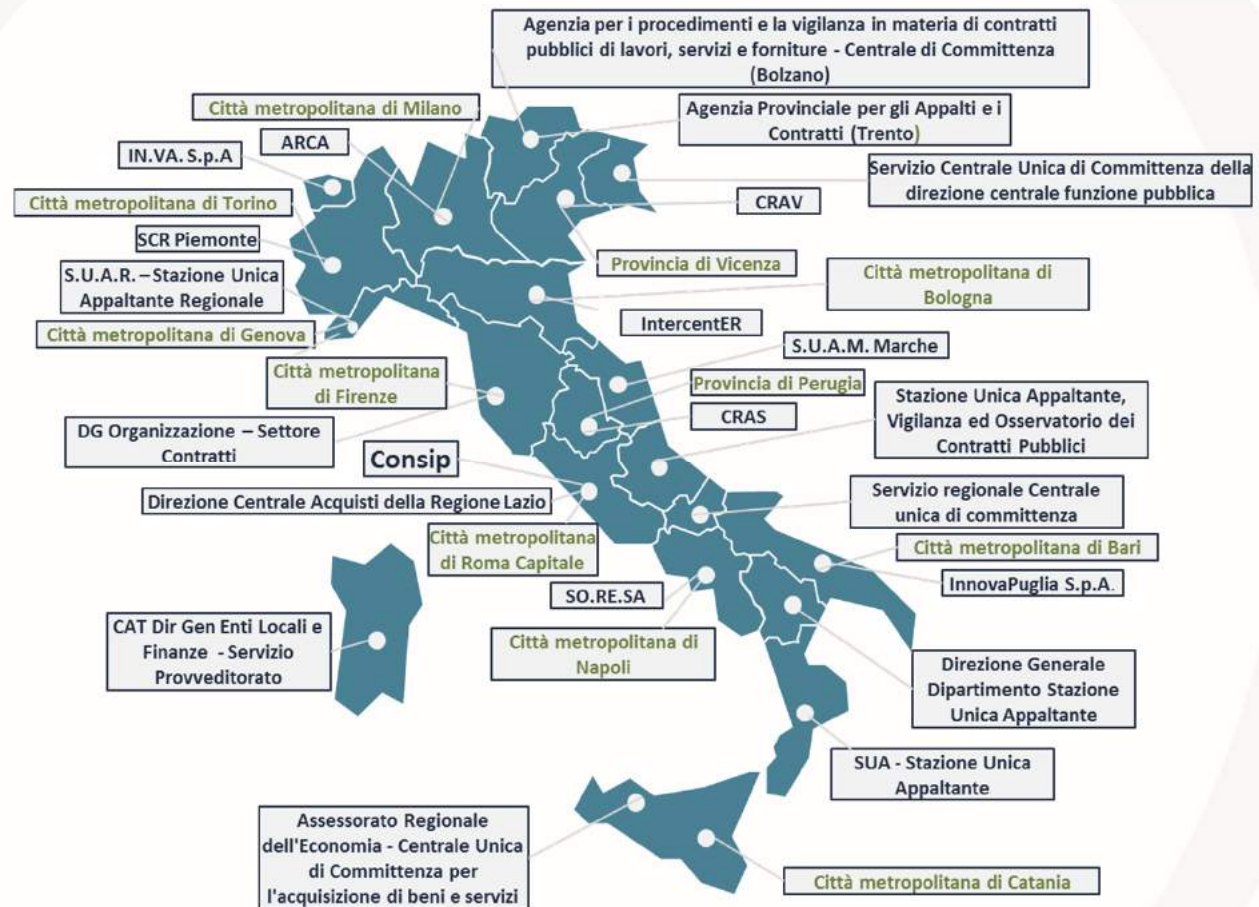 Agenzia per i procedimenti e la vigilanza in materia di contratti
pubblici di lavori, servizi e forniture - Centrale di Committenza
(Bolzano)
Città metropolitana di Milano
Agenzia Provinciale per gli Appalti e i
Contratti (Trento)
ARCA
IN.VA. S.p.A
Servizio Centrale Unica di Committenza della
direzione centrale funzione pubblica
Città metropolitana di Torino
CRAV
SCR Piemonte
Provincia di Vicenza
S.U.A.R. – Stazione Unica
Appaltante Regionale
Città metropolitana di
Bologna
IntercentER
Città metropolitana di Genova
S.U.A.M. Marche
Città metropolitana
di Firenze
Provincia di Perugia
CRAS
Stazione Unica Appaltante,
Vigilanza ed Osservatorio dei
Contratti Pubblici
DG Organizzazione – Settore
Contratti
Consip
Direzione Centrale Acquisti della Regione Lazio
Servizio regionale Centrale
unica di committenza
Città metropolitana
di Roma Capitale
Città metropolitana di Bari
InnovaPuglia S.p.A.
SO.RE.SA
CAT Dir Gen Enti Locali e
Finanze - Servizio
Provveditorato
Città metropolitana di
Napoli
Direzione Generale
Dipartimento Stazione
Unica Appaltante
SUA - Stazione Unica
Appaltante
Assessorato Regionale
dell'Economia - Centrale Unica
di Committenza per
l'acquisizione di beni e servizi
Città metropolitana di Catania